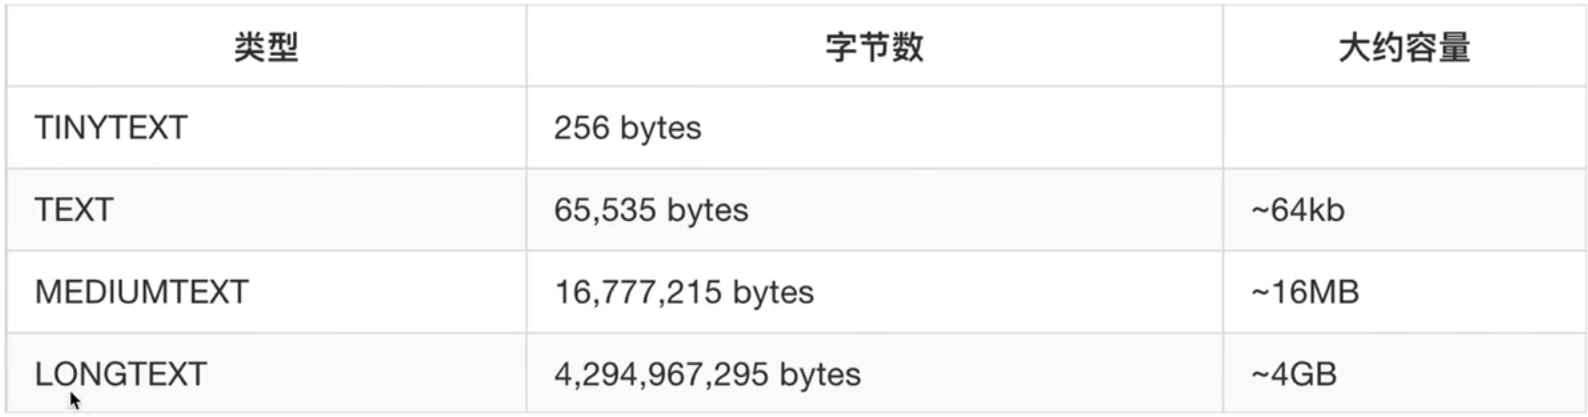 类型 字节数 大约容量
TINYTEXT 256 bytes
TEXT 65,535 bytes ~64kb
MEDIUMTEXT 16,777,215 bytes ~16MB
LONGTEXT 4,294,967,295 bytes ~4GB